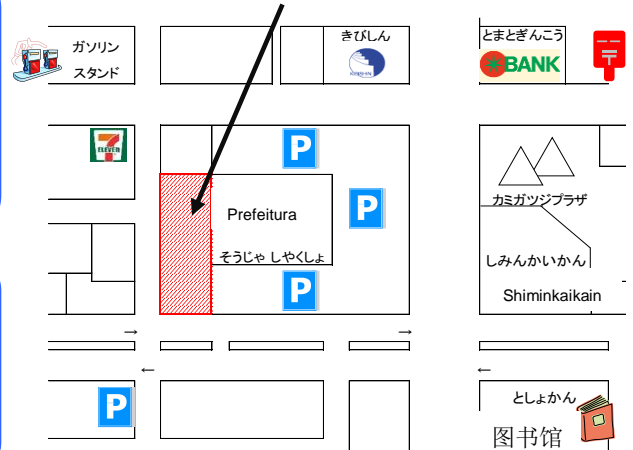 きびしん
とまとぎんこう
ガソリン
スタンド
KIBISHIN
BANK
7
ELEVEN
P
P
P
Prefeitura
そうじゃ しやくしょ
カミガツジプラザ
しみんかいかん
Shiminkaikain
→
→
←
←
P
としょかん
图书馆